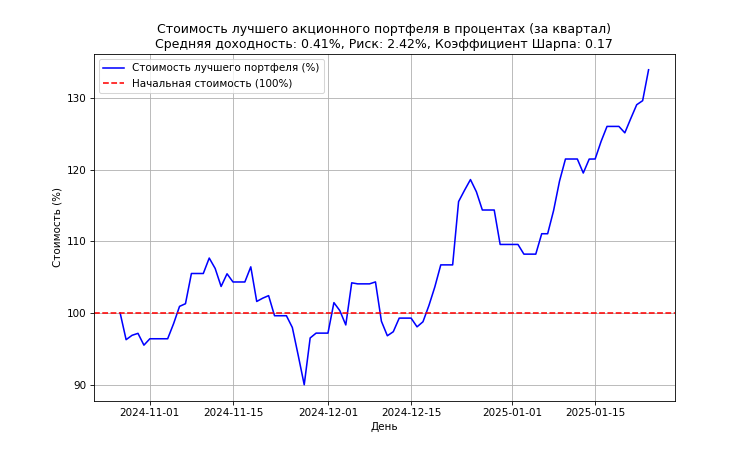 Стоимость лучшего акционного портфеля в процентах (за квартал)
Средняя доходность: 0.41%, Риск: 2.42%, Коэффициент Шарпа: 0.17
Стоимость лучшего портфеля (%)
Начальная стоимость (100%)
Стоимость (%)
130
120
110
100
90
2024-11-01 2024-11-15 2024-12-01 2024-12-15 2025-01-01 2025-01-15
День